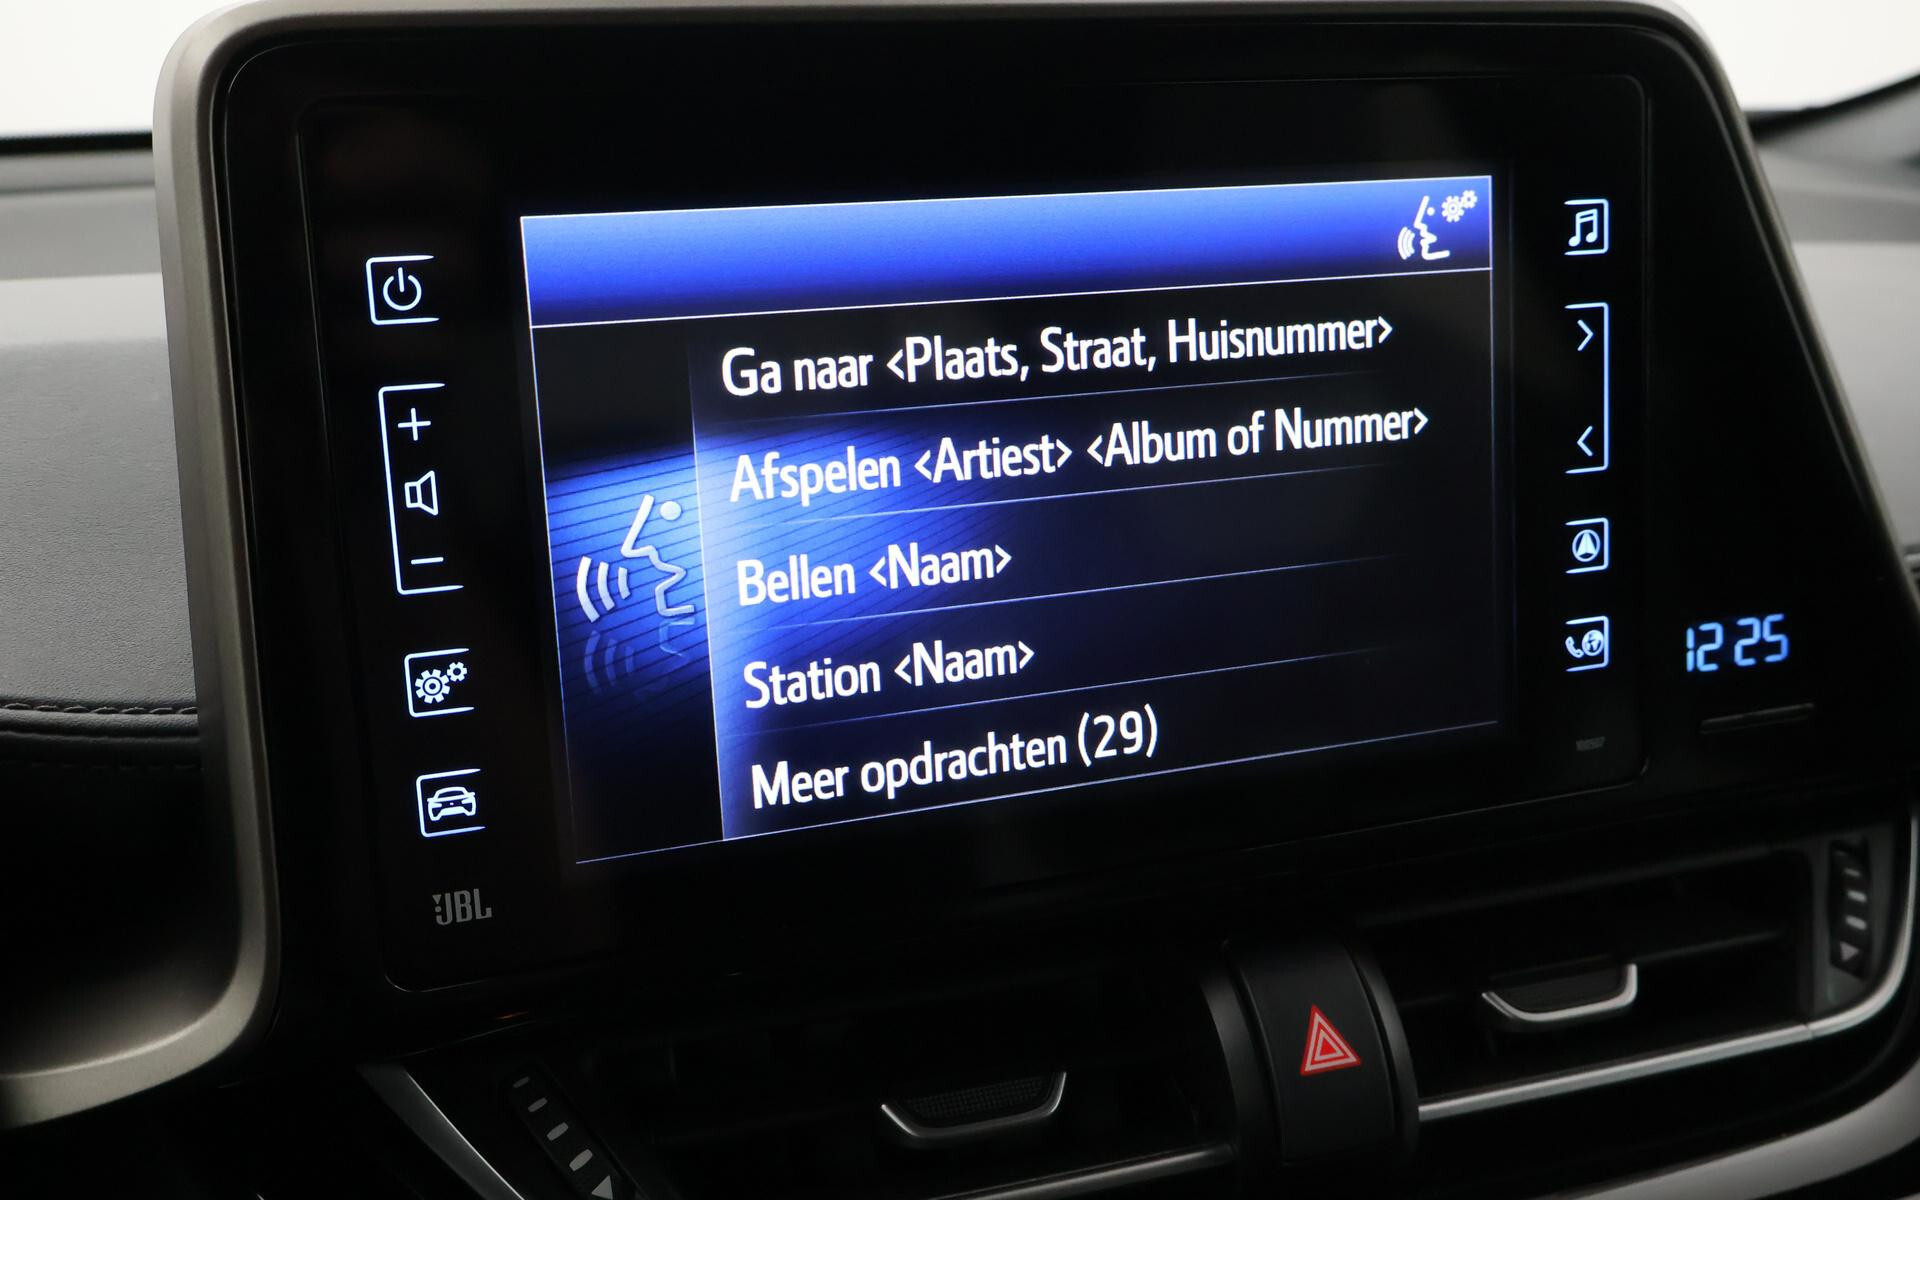 Ga naar <Plaats, Straat, Huisnummer>
Afspelen <Artiest> <Album of Nummer>
Bellen <Naam>
Station <Naam>
Meer opdrachten (29)
12 25
JBL